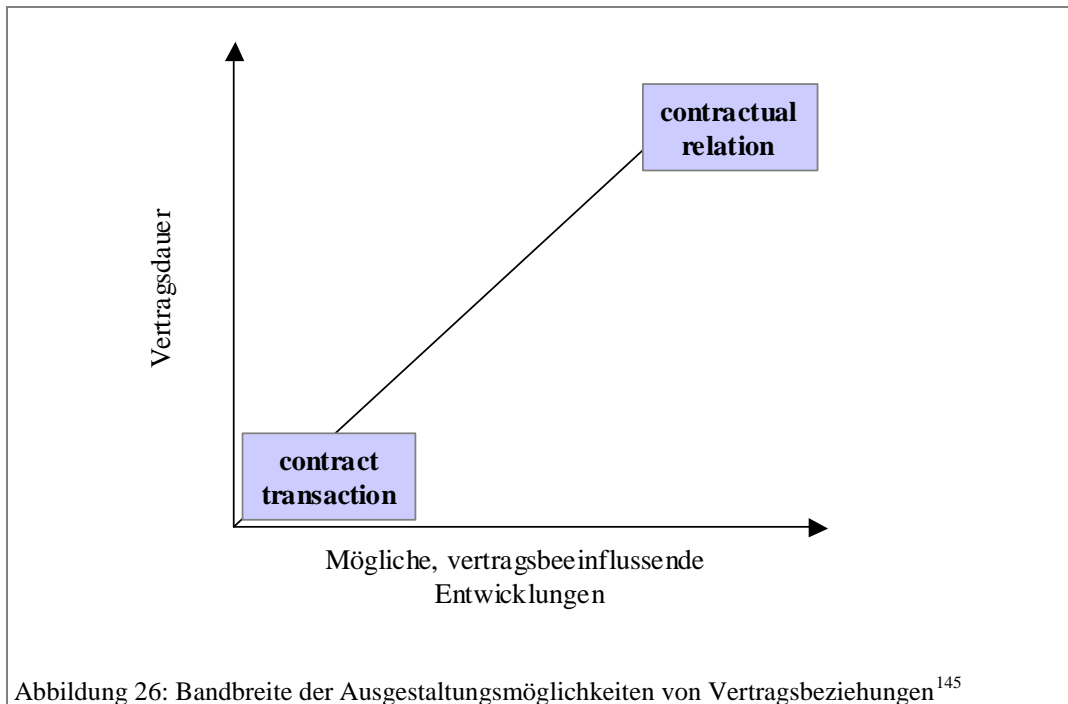 contractual
relation
Vertragsdauer
contract
transaction
Mögliche, vertragsbeeinflussende
Entwicklungen
Abbildung 26: Bandbreite der Ausgestaltungsmöglichkeiten von Vertragsbeziehungen145